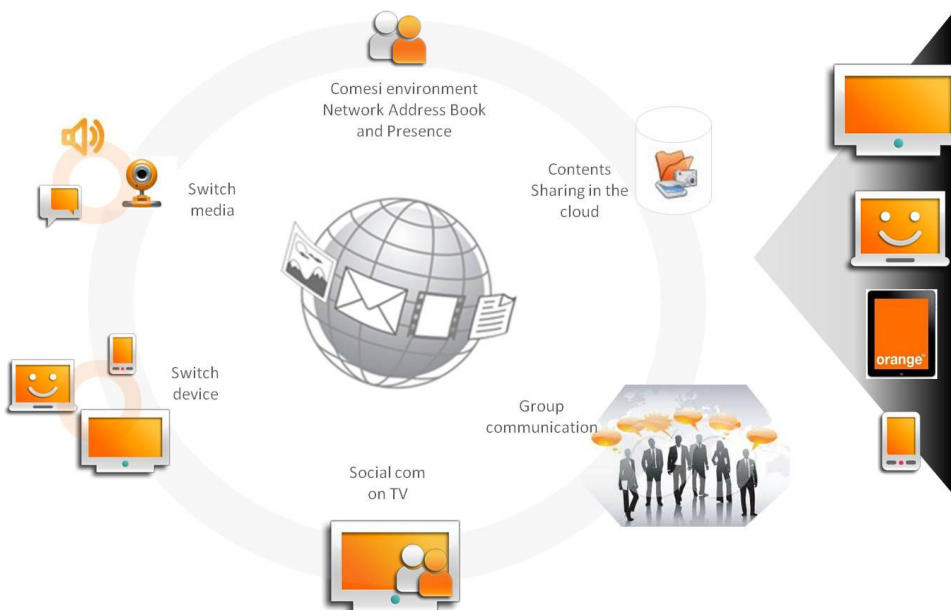 Comesi environment
Network Address Book
and Presence
Contents
Sharing in the
cloud
Switch
media
Switch
device
orange™
Group
communication
Social com
on TV